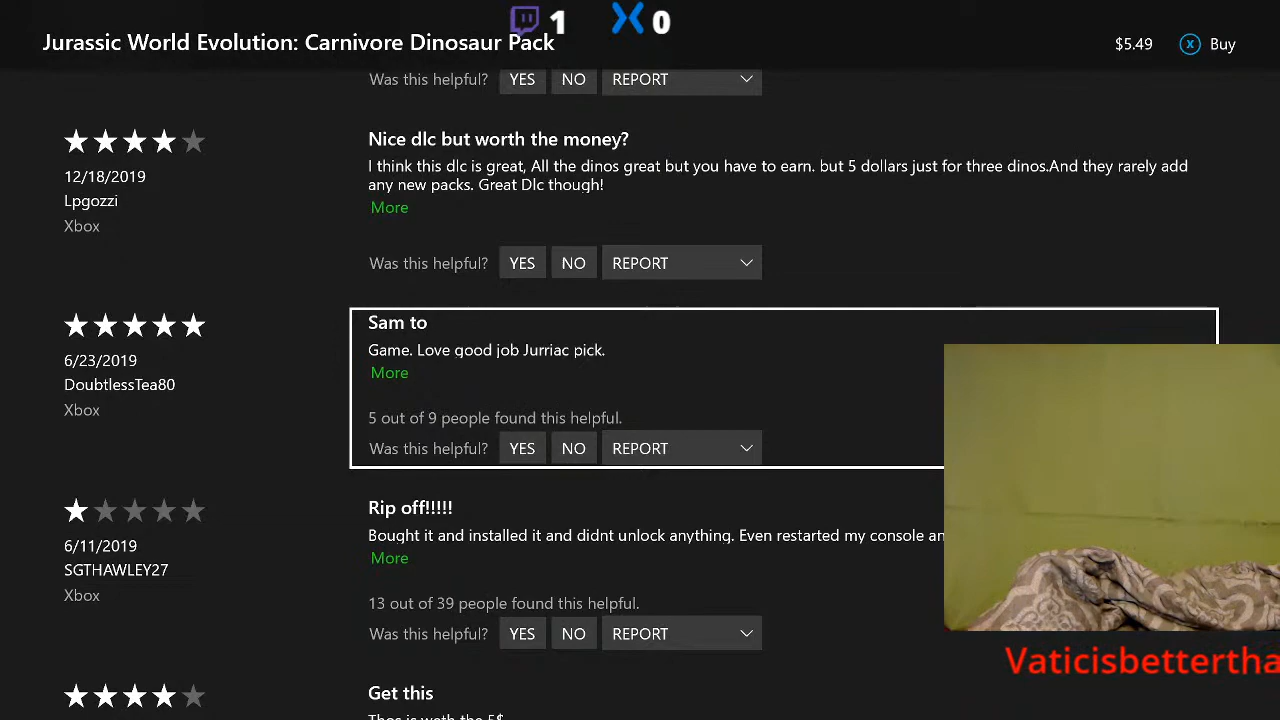 1 0
Jurassic World Evolution: Carnivore Dinosaur Pack $5.49 X Buy
Was this helpful? YES NO REPORT
Nice dlc but worth the money?
12/18/2019
Lpgozzi
Xbox
I think this dlc is great, All the dinos great but you have to earn. but 5 dollars just for three dinos.And they rarely add
any new packs. Great Dlc though!
More
Was this helpful? YES NO REPORT
Sam to
6/23/2019
DoubtlessTea80
Xbox
Game. Love good job Jurriac pick.
More
5 out of 9 people found this helpful.
Was this helpful? YES NO REPORT
Rip off!!!!!
6/11/2019
SGTHAWLEY27
Xbox
Bought it and installed it and didnt unlock anything. Even restarted my console an
More
13 out of 39 people found this helpful.
Was this helpful? YES NO REPORT
Vaticisbettertha
Get this
Thos is weth the 5$